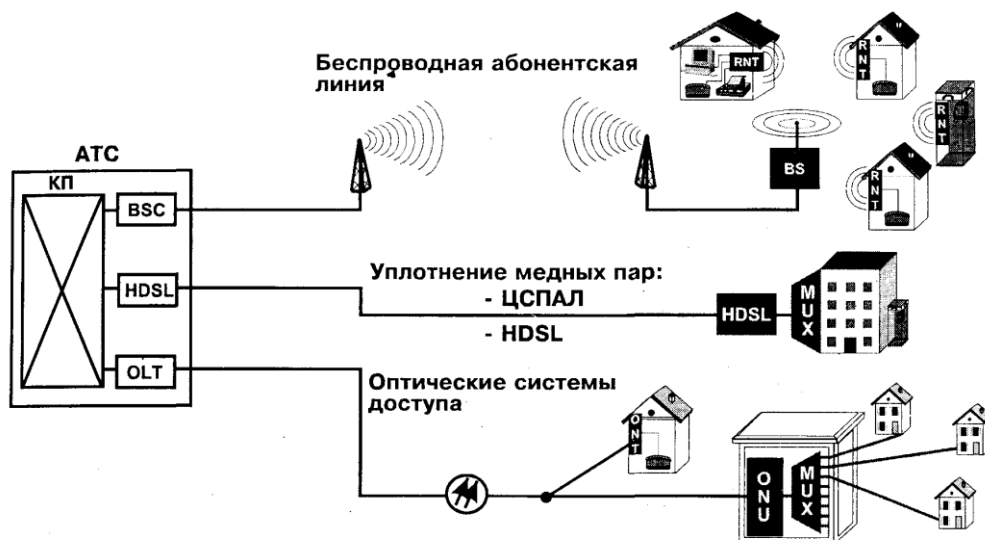 Беспроводная абонентская
линия
RNT
RNT
RNT
BS
RNT
АТС
КП
BSC
HDSL
OLT
Уплотнение медных пар:
- ЦСПАЛ
- HDSL
HDSL
MUX
Оптические системы
доступа
ONT
ONU
MUX